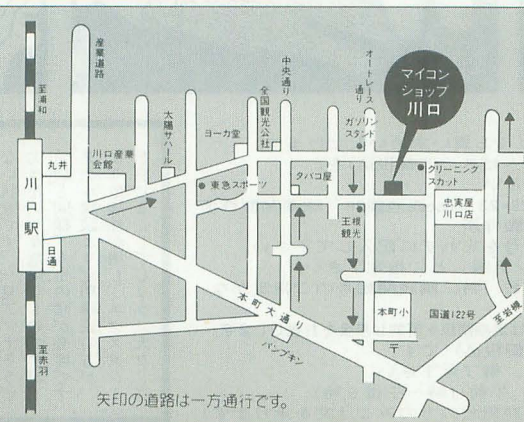 産業道路
至浦和
中央通り
オートレース
通り
マイコン
ショップ
川口
太陽サハール
全国観光公社
ガソリン
スタンド
ヨーカ堂
丸井
川口産業
会館
クリーニング
スカット
東急スポーツ
タバコ屋
忠実屋
川口店
川口駅
王根
観光
日通
本町大通り
本町小
国道122号
至岩槻
至赤羽
パンプキン
〒
矢印の道路は一方通行です。